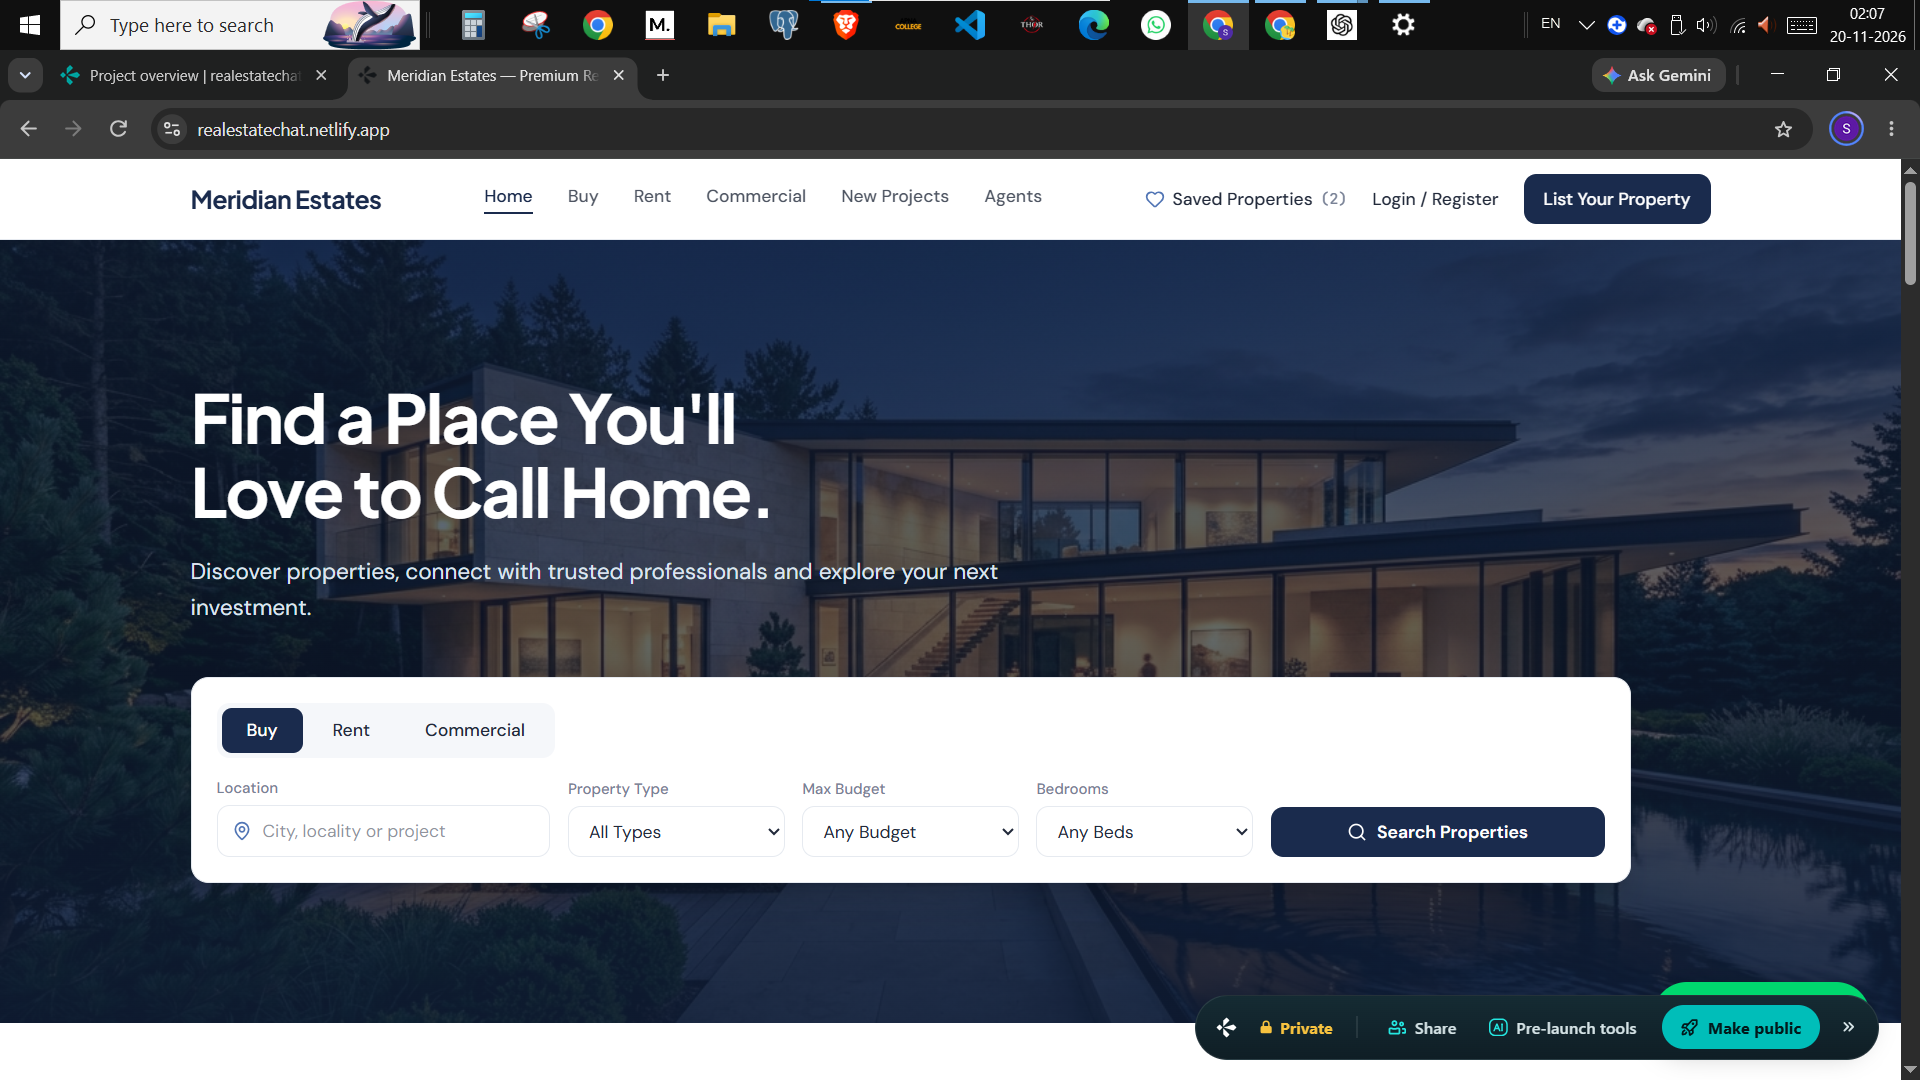 Type here to search
M.
COLLEGE
THOR
EN
02:07
20-11-2026
Project overview | realestatechat
Meridian Estates — Premium Re
Ask Gemini
realestatechat.netlify.app
S
Meridian Estates
Home
Buy
Rent
Commercial
New Projects
Agents
Saved Properties (2)
Login / Register
List Your Property
Find a Place You'll
Love to Call Home.
Discover properties, connect with trusted professionals and explore your next
investment.
Buy
Rent
Commercial
Location
Property Type
Max Budget
Bedrooms
City, locality or project
All Types
Any Budget
Any Beds
Search Properties
Private
Share
AI
Pre-launch tools
Make public